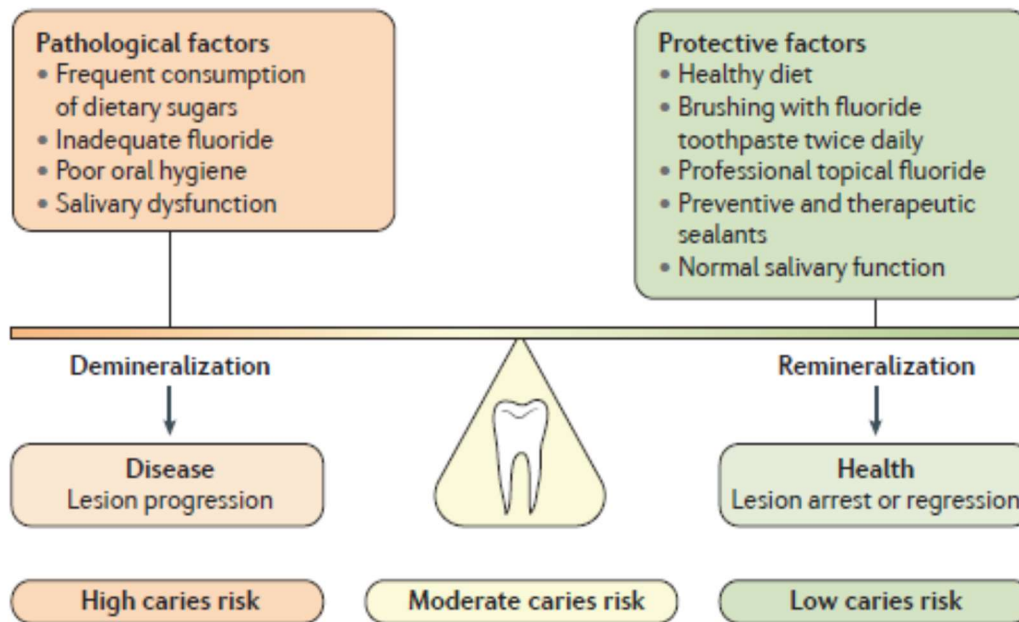 Pathological factors
• Frequent consumption
of dietary sugars
• Inadequate fluoride
• Poor oral hygiene
• Salivary dysfunction
Protective factors
• Healthy diet
• Brushing with fluoride
toothpaste twice daily
• Professional topical fluoride
• Preventive and therapeutic
sealants
• Normal salivary function
Demineralization
Remineralization
Disease
Lesion progression
Health
Lesion arrest or regression
High caries risk
Moderate caries risk
Low caries risk